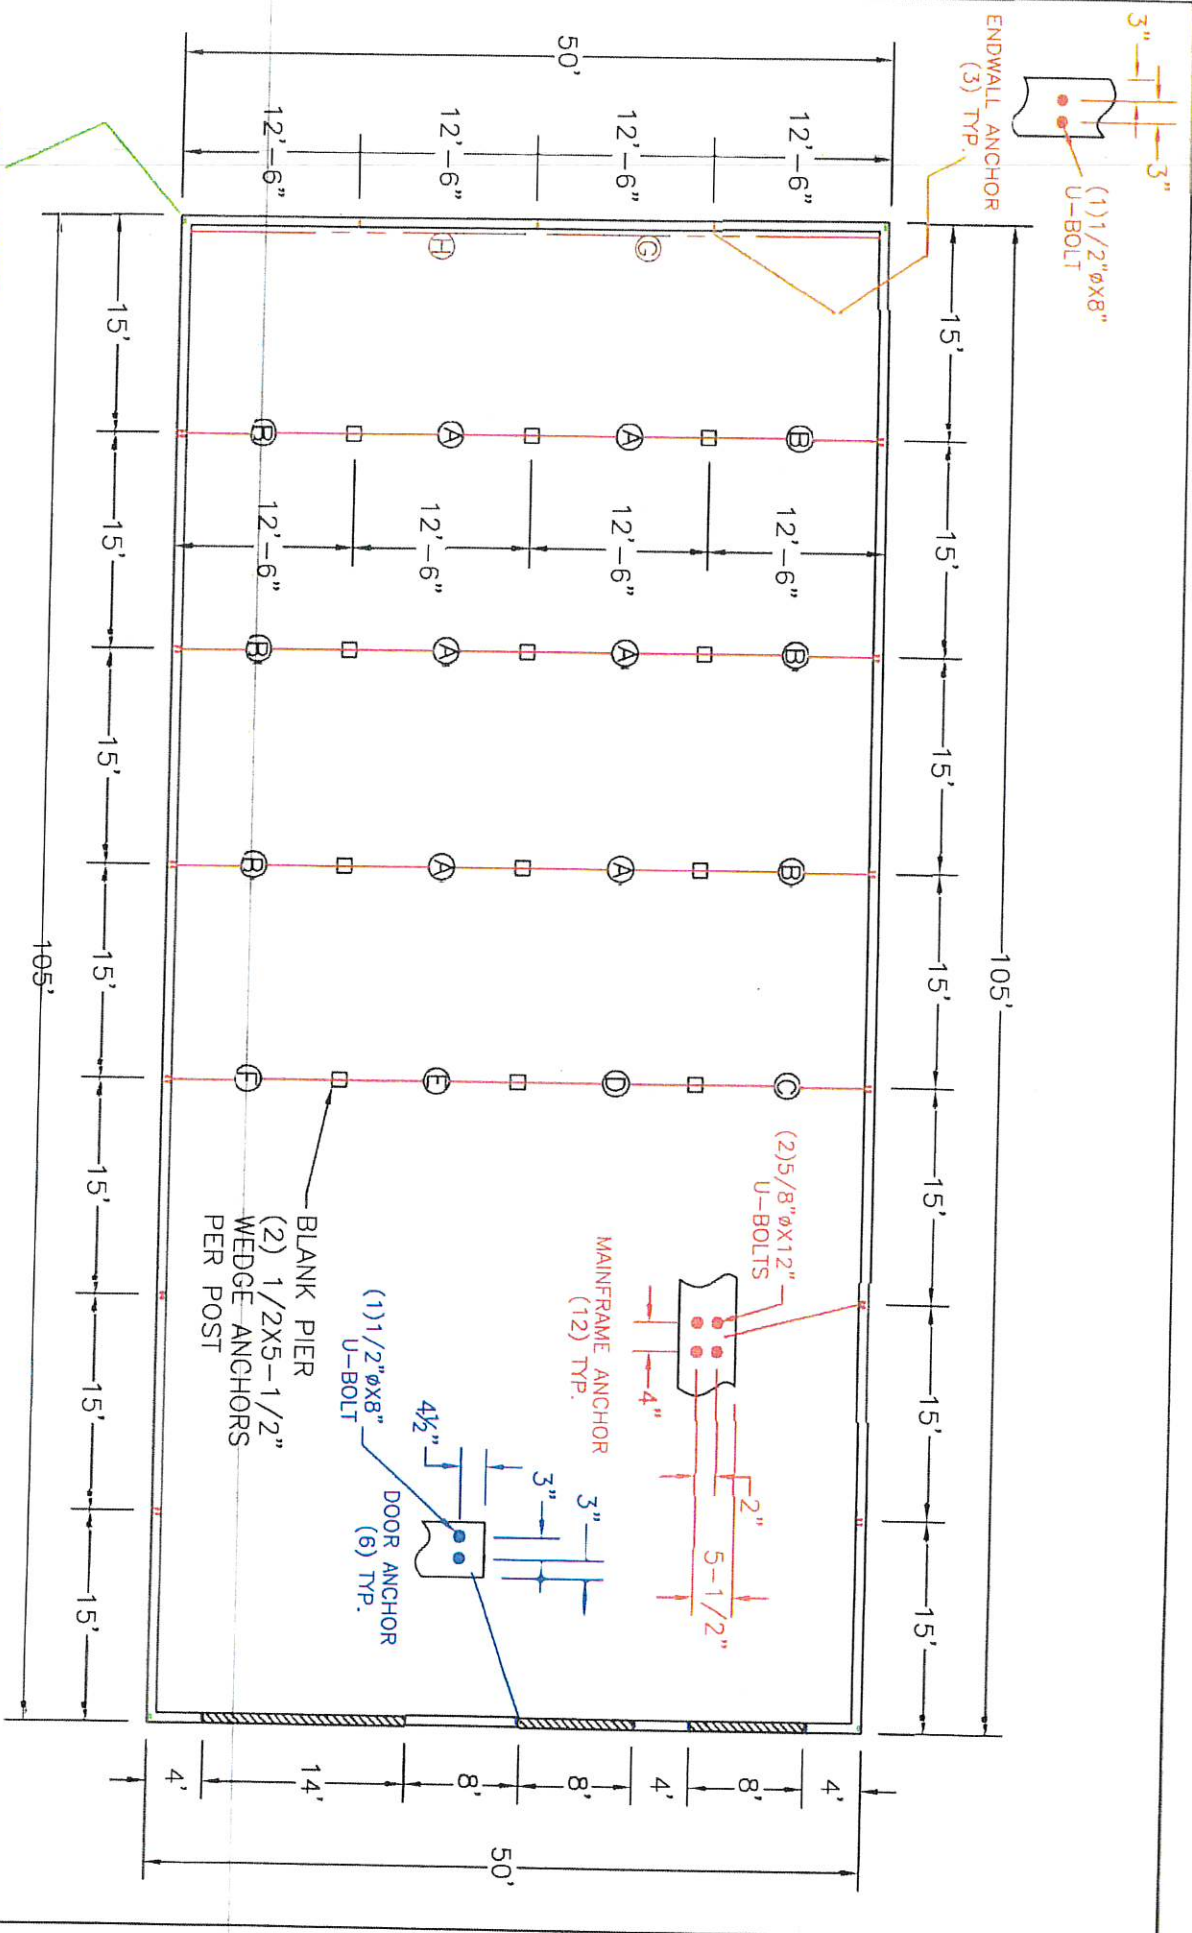 3"
3"
(1)1/2"øX8"
U-BOLT
ENDWALL ANCHOR
(3) TYP.
105'
15'
15'
15'
15'
15'
15'
15'
50'
12'-6"
12'-6"
12'-6"
12'-6"
G
H
B
A
A
B
12'-6"
12'-6"
12'-6"
12'-6"
B
A
A
B
B
A
A
B
C
D
E
F
(2)5/8"øX12"
U-BOLTS
MAINFRAME ANCHOR
(12) TYP.
4"
2"
5-1/2"
BLANK PIER
(2) 1/2X5-1/2"
WEDGE ANCHORS
PER POST
(1)1/2"øX8"
U-BOLT
4½"
3"
3"
DOOR ANCHOR
(6) TYP.
4'
8'
4'
8'
8'
14'
4'
50'
15'
15'
15'
15'
15'
15'
15'
105'